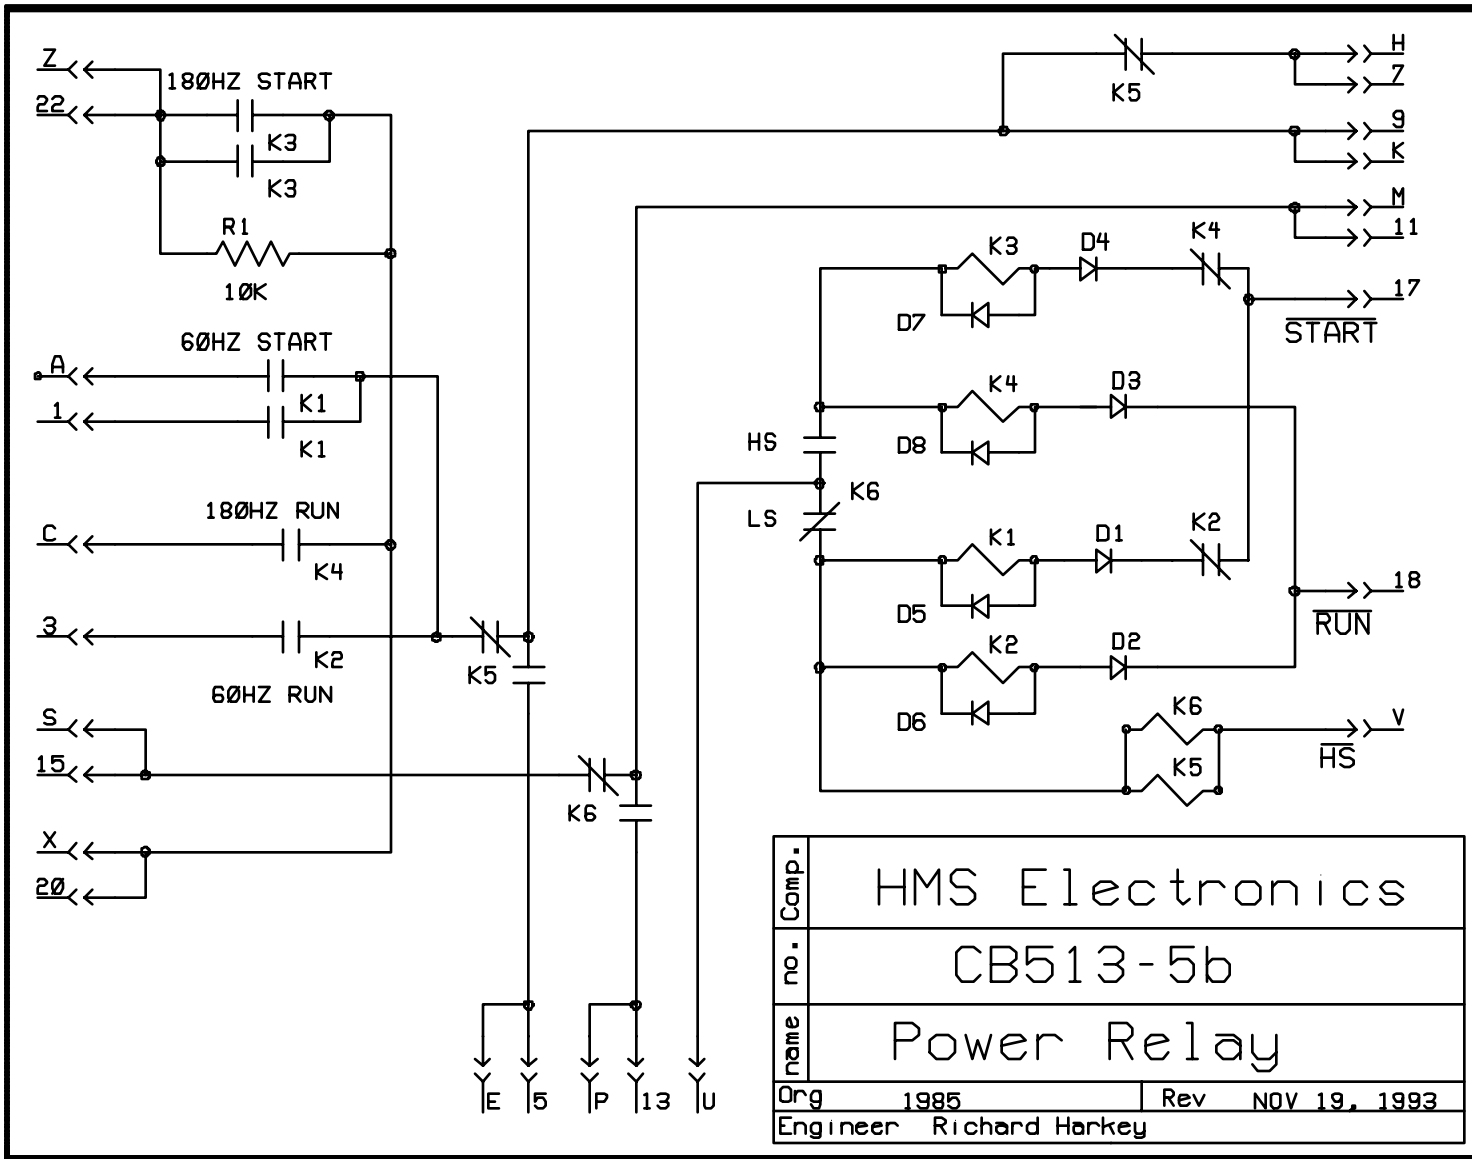 Z
180HZ START
22
K3
K3
R1
10K
60HZ START
A
K1
1
K1
180HZ RUN
C
K4
3
K2
K5
60HZ RUN
S
15
K6
X
20
E
5
P
13
U
H
K5
7
9
K
M
11
K3
D4
K4
17
D7
START
K4
D3
HS
D8
K6
LS
K1
D1
K2
18
D5
RUN
K2
D2
D6
K6
V
K5
HS
Comp. HMS Electronics
no. CB513-5b
name Power Relay
Org 1985 Rev NOV 19, 1993
Engineer Richard Harkey